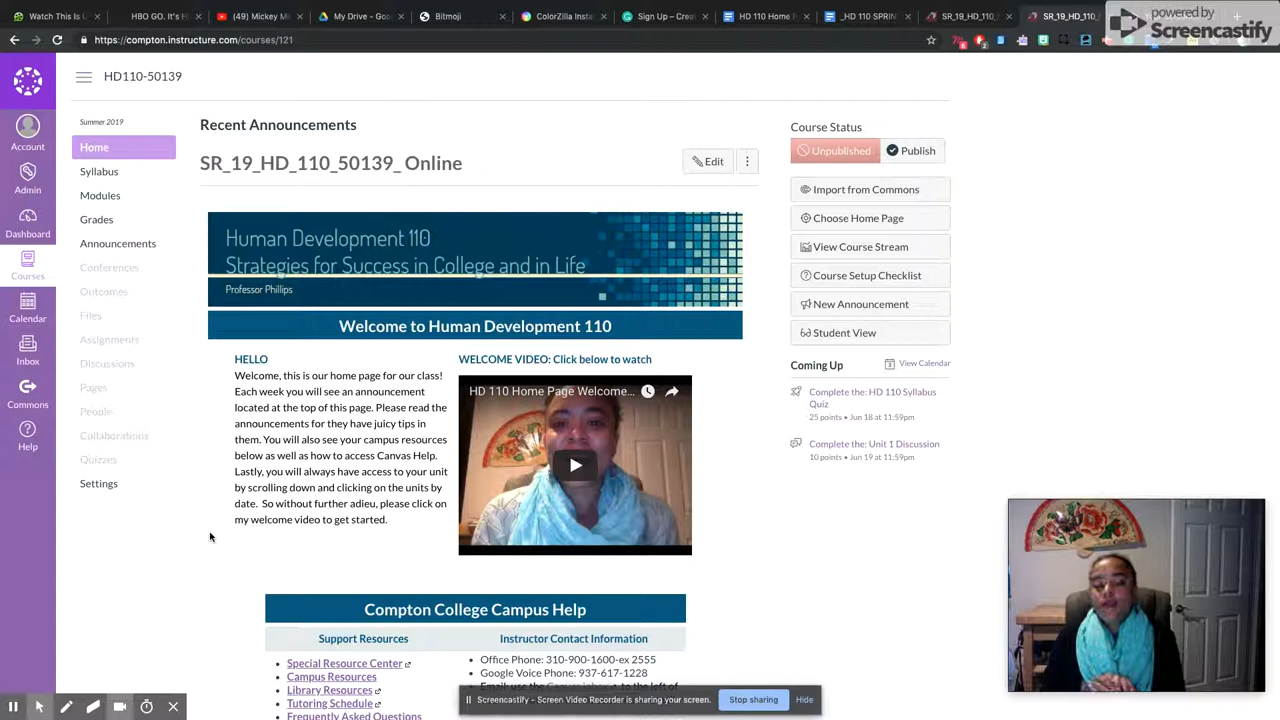 Watch This Is U
HBO GO. It's H
(49) Mickey Mo
My Drive - Goo
Bitmoji
ColorZilla Insta
Sign Up – Creat
HD 110 Home P
_HD 110 SPRIN
SR_19_HD_110_
SR_19_HD_110_
powered by
Screencastify
https://compton.instructure.com/courses/121
HD110-50139
Account
Admin
Dashboard
Courses
Calendar
Inbox
Commons
Help
Summer 2019
Home
Syllabus
Modules
Grades
Announcements
Conferences
Outcomes
Files
Assignments
Discussions
Pages
People
Collaborations
Quizzes
Settings
Recent Announcements
SR_19_HD_110_50139_ Online
Edit
Human Development 110
Strategies for Success in College and in Life
Professor Phillips
Welcome to Human Development 110
HELLO
Welcome, this is our home page for our class!
Each week you will see an announcement
located at the top of this page. Please read the
announcements for they have juicy tips in
them. You will also see your campus resources
below as well as how to access Canvas Help.
Lastly, you will always have access to your unit
by scrolling down and clicking on the units by
date. So without further adieu, please click on
my welcome video to get started.
WELCOME VIDEO: Click below to watch
HD 110 Home Page Welcome...
Compton College Campus Help
Support Resources
Special Resource Center
Campus Resources
Library Resources
Tutoring Schedule
Frequently Asked Questions
Instructor Contact Information
Office Phone: 310-900-1600-ex 2555
Google Voice Phone: 937-617-1228
Screencastify - Screen Video Recorder is sharing your screen.
Stop sharing
Hide
Course Status
Unpublished
Publish
Import from Commons
Choose Home Page
View Course Stream
Course Setup Checklist
New Announcement
Student View
Coming Up
View Calendar
Complete the: HD 110 Syllabus
Quiz
25 points • Jun 18 at 11:59pm
Complete the: Unit 1 Discussion
10 points • Jun 19 at 11:59pm